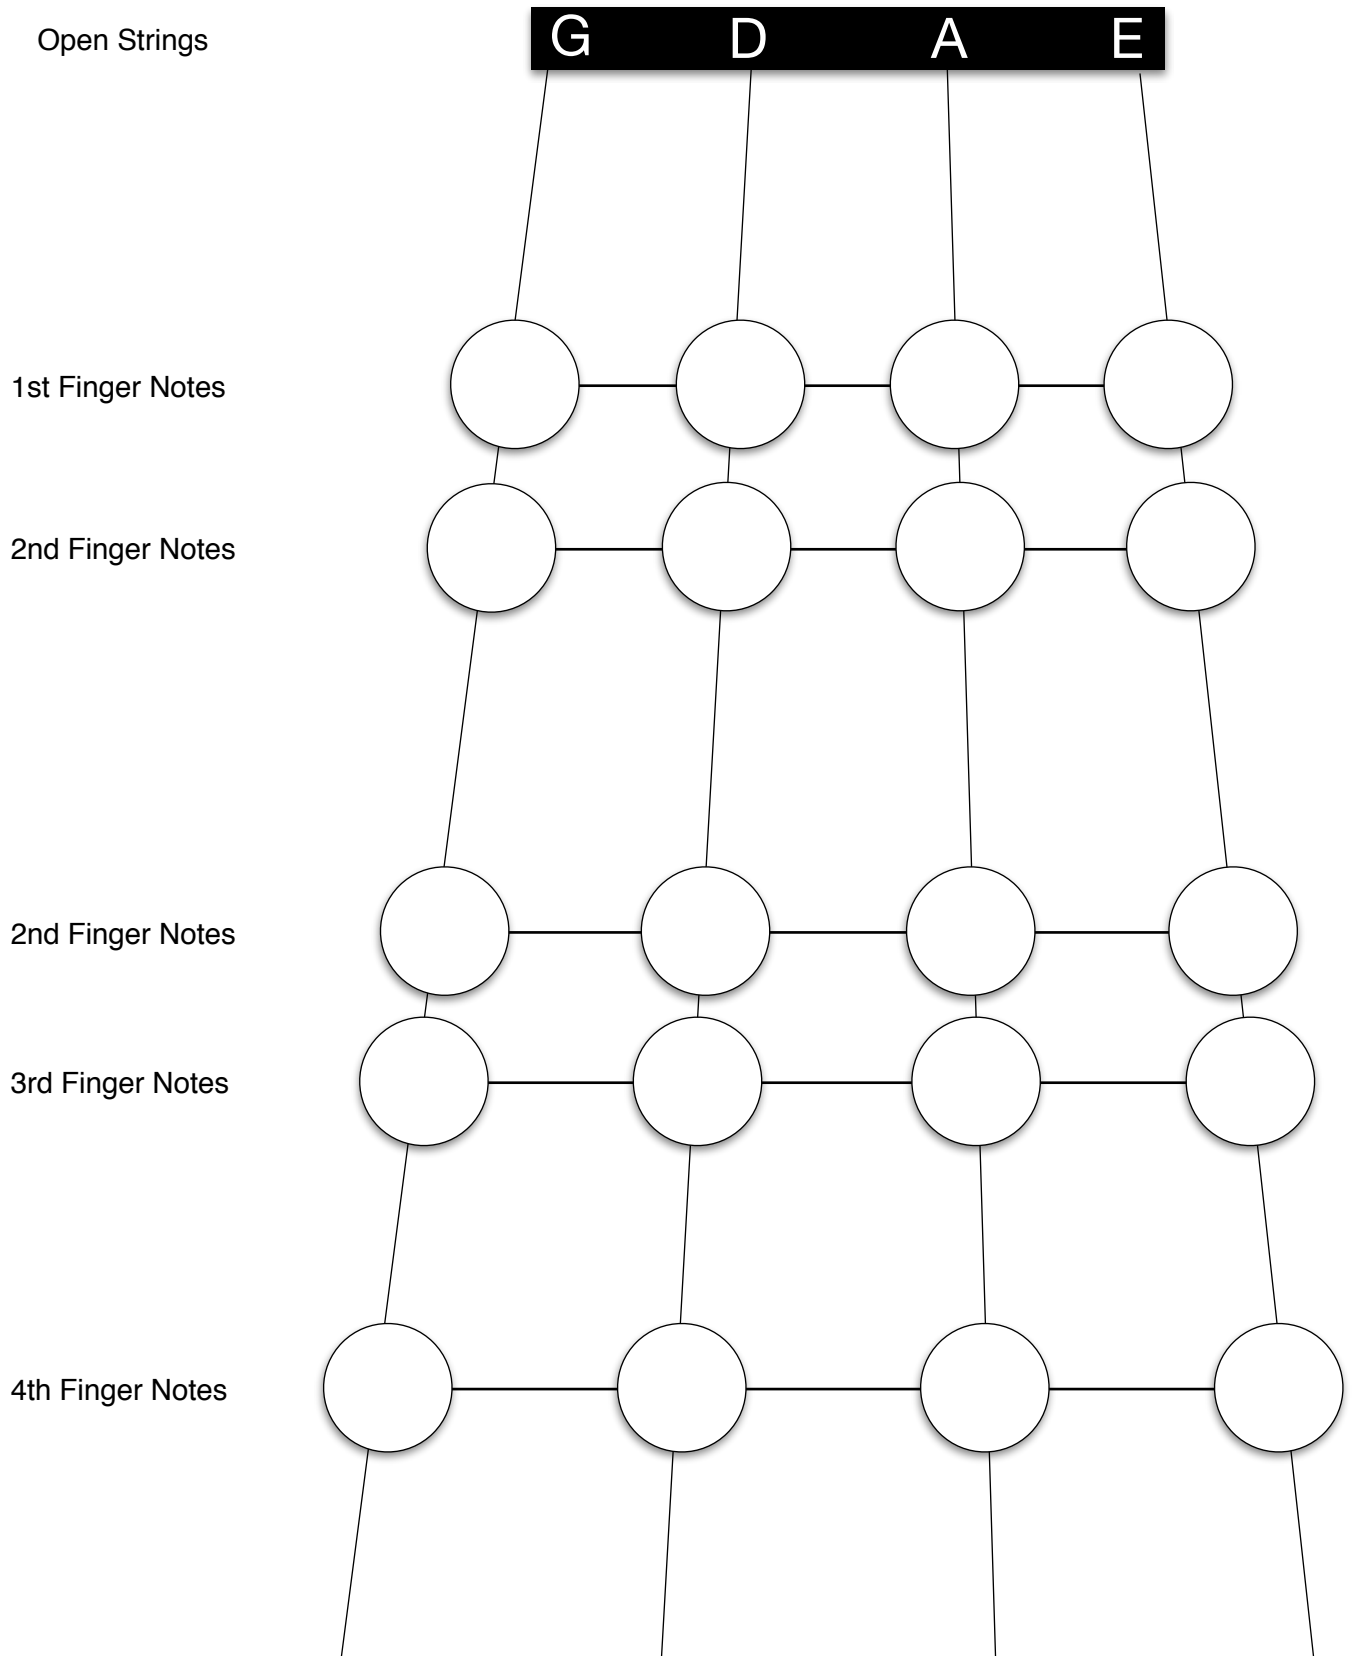 Open Strings
G D A E
1st Finger Notes
2nd Finger Notes
2nd Finger Notes
3rd Finger Notes
4th Finger Notes